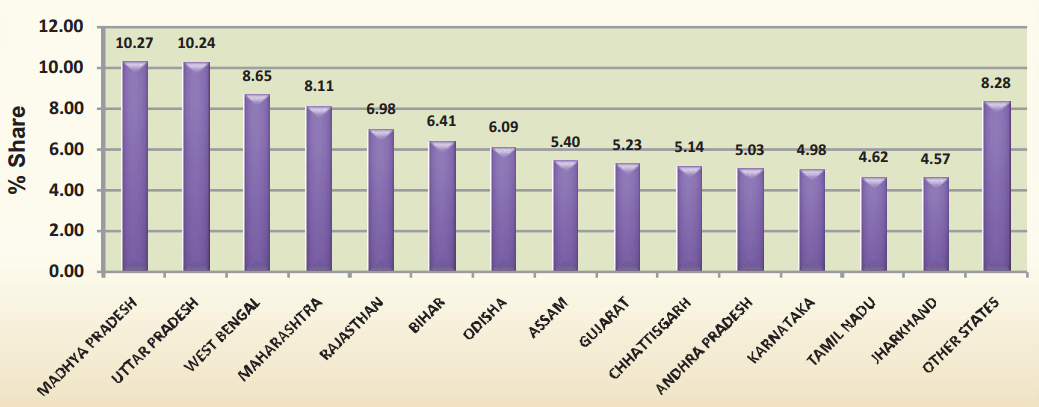 12.00
10.00
8.00
6.00
4.00
2.00
0.00
% Share
10.27
10.24
8.65
8.11
6.98
6.41
6.09
5.40
5.23
5.14
5.03
4.98
4.62
4.57
8.28
MADHYA PRADESH
UTTAR PRADESH
WEST BENGAL
MAHARASHTRA
RAJASTHAN
BIHAR
ODISHA
ASSAM
GUJARAT
CHHATTISGARH
ANDHRA PRADESH
KARNATAKA
TAMIL NADU
JHARKHAND
OTHER STATES